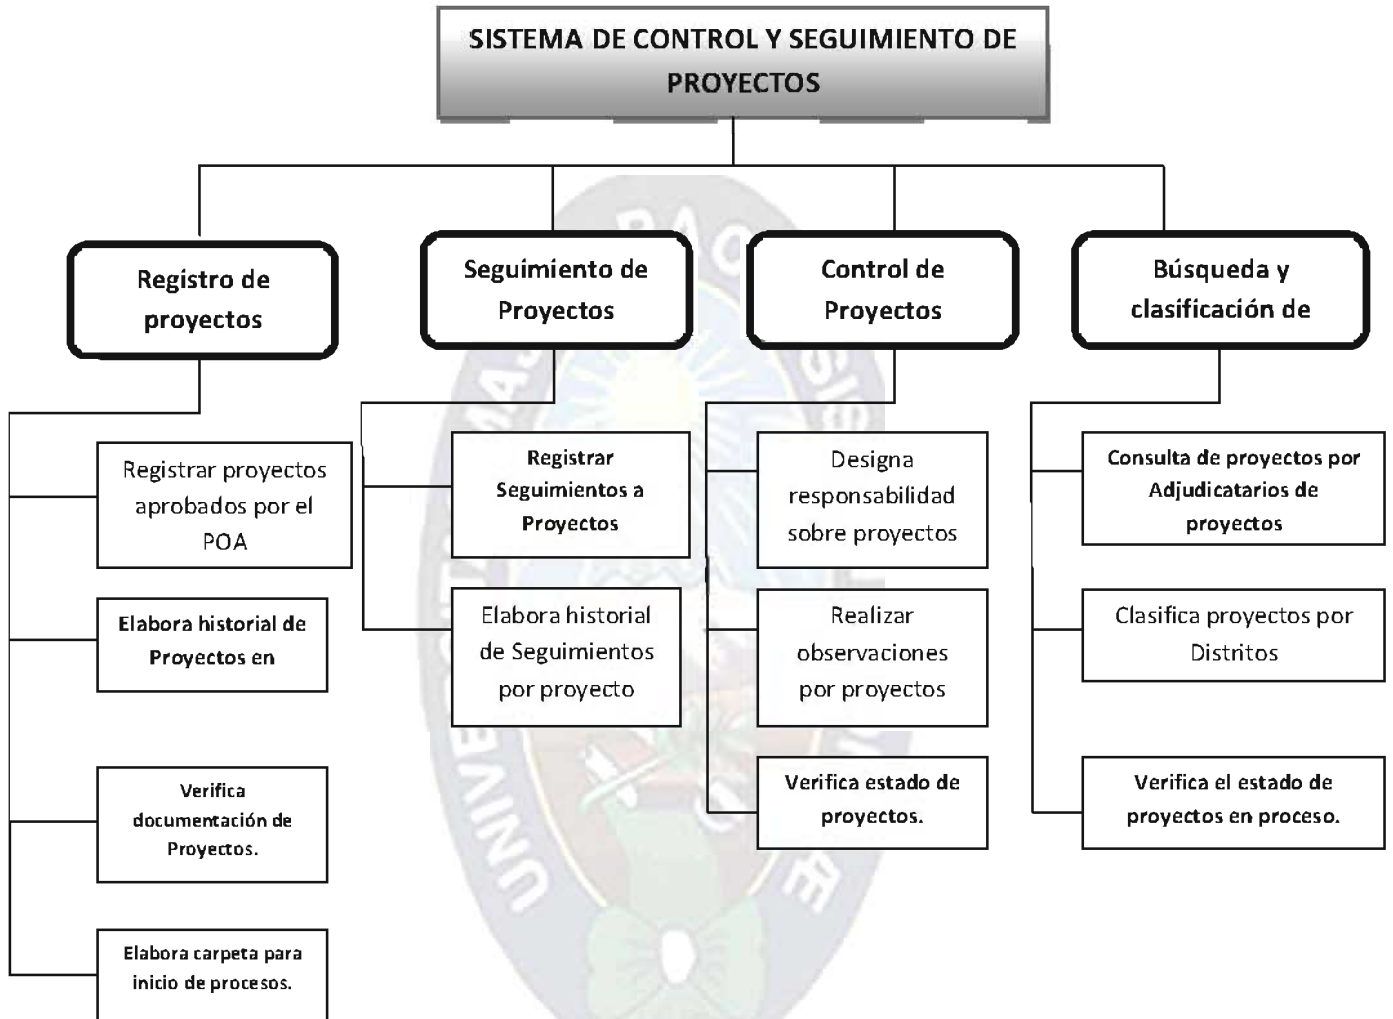 SISTEMA DE CONTROL Y SEGUIMIENTO DE
PROYECTOS
Registro de
proyectos
Seguimiento de
Proyectos
Control de
Proyectos
Búsqueda y
clasificación de
Registrar proyectos
aprobados por el
POA
Elabora historial de
Proyectos en
Verifica
documentación de
Proyectos.
Elabora carpeta para
inicio de procesos.
Registrar
Seguimientos a
Proyectos
Elabora historial
de Seguimientos
por proyecto
Designa
responsabilidad
sobre proyectos
Realizar
observaciones
por proyectos
Verifica estado de
proyectos.
Consulta de proyectos por
Adjudicatarios de
proyectos
Clasifica proyectos por
Distritos
Verifica el estado de
proyectos en proceso.